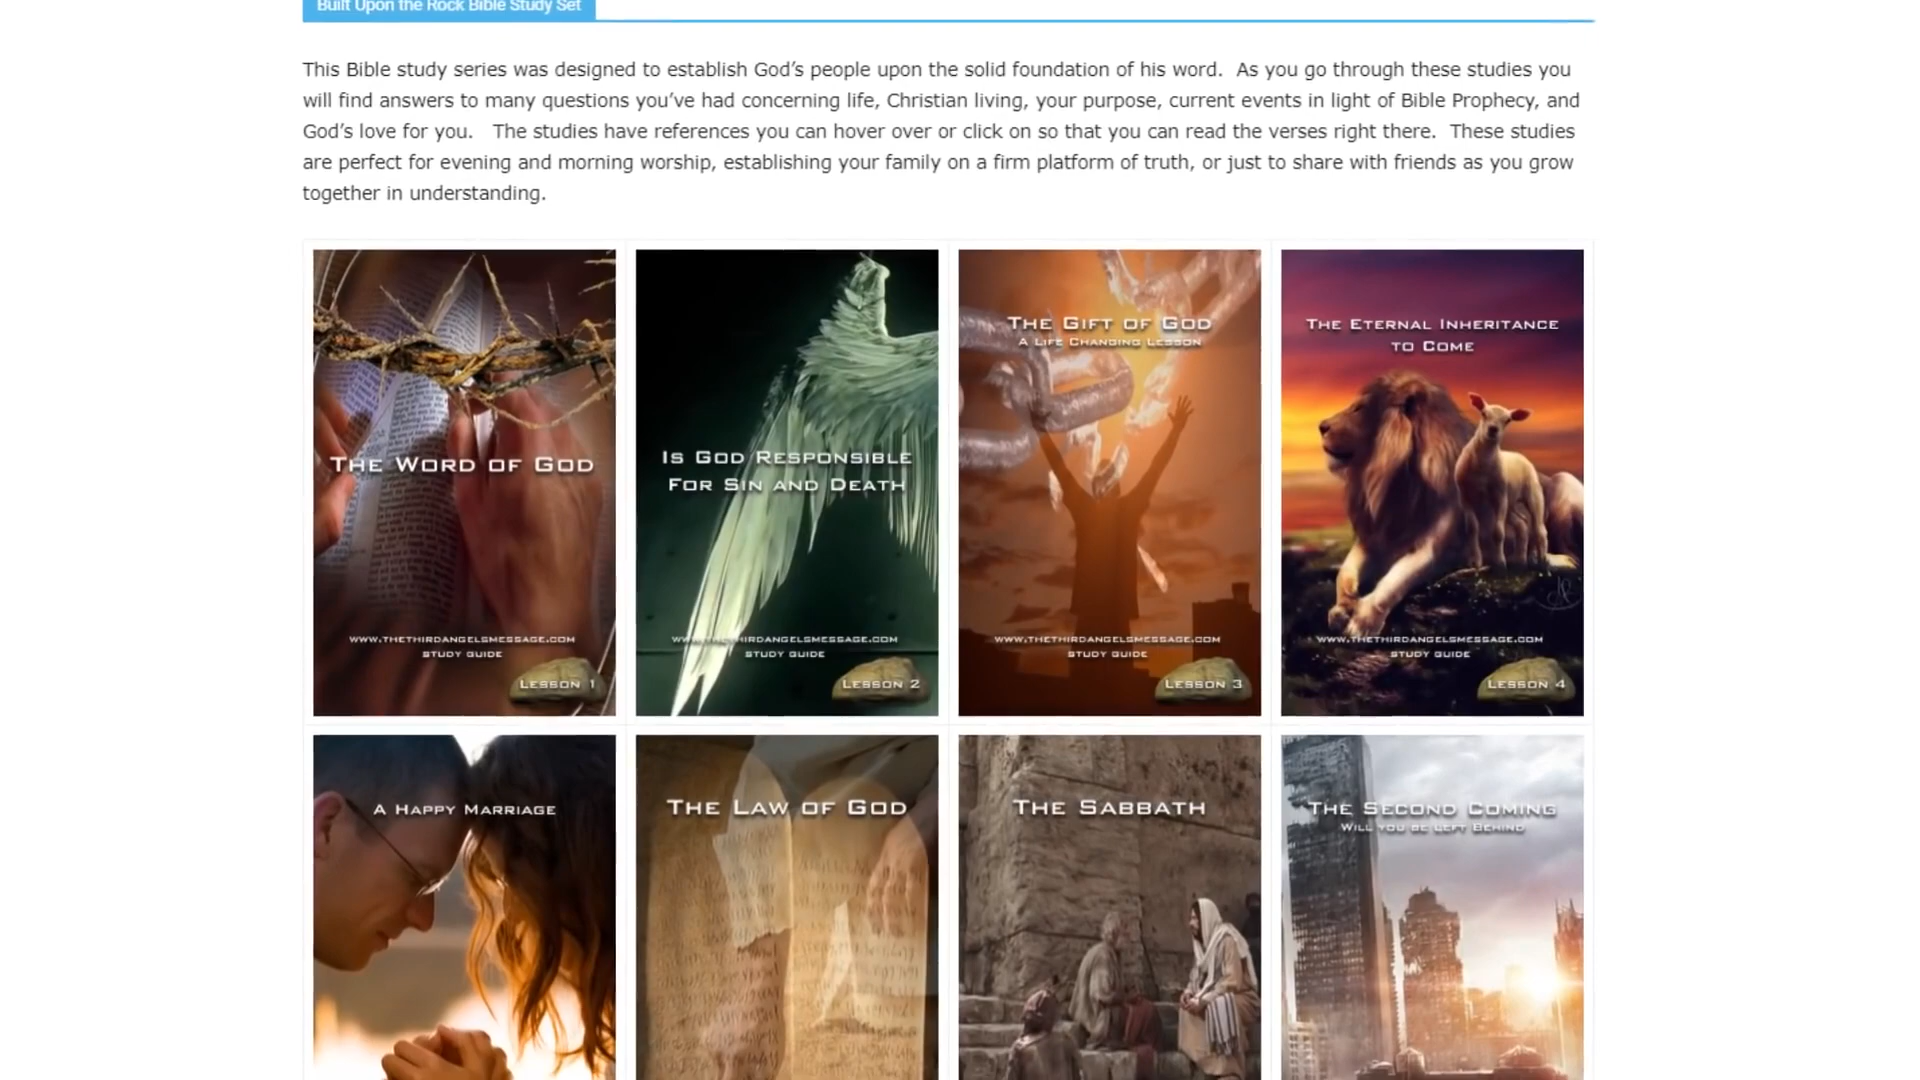 Built Upon the Rock Bible Study Set
This Bible study series was designed to establish God’s people upon the solid foundation of his word.  As you go through these studies you
will find answers to many questions you’ve had concerning life, Christian living, your purpose, current events in light of Bible Prophecy, and
God’s love for you.   The studies have references you can hover over or click on so that you can read the verses right there.  These studies
are perfect for evening and morning worship, establishing your family on a firm platform of truth, or just to share with friends as you grow
together in understanding.
The Word of God
www.thethirdangelsmessage.com
study guide
Lesson 1
Is God Responsible
For Sin and Death
www.thethirdangelsmessage.com
study guide
Lesson 2
The Gift of God
A Life Changing Lesson
www.thethirdangelsmessage.com
study guide
Lesson 3
The Eternal Inheritance
to Come
www.thethirdangelsmessage.com
study guide
Lesson 4
A Happy Marriage
The Law of God
The Sabbath
The Second Coming
Will you be Left Behind